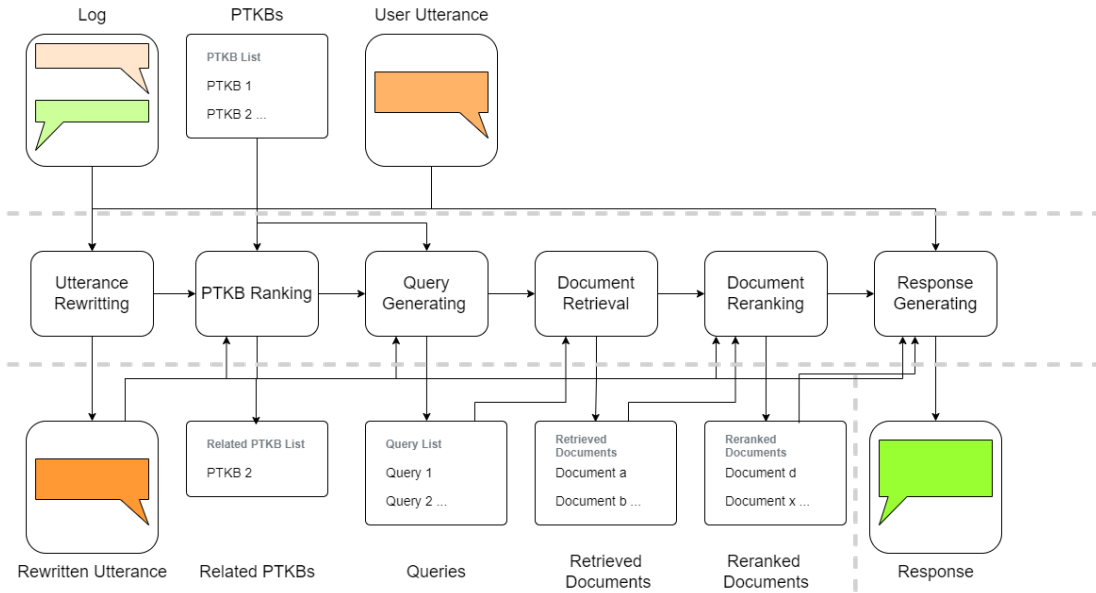 Log
PTKBs
User Utterance
PTKB List
PTKB 1
PTKB 2 ...
Utterance
Rewritting
PTKB Ranking
Query
Generating
Document
Retrieval
Document
Reranking
Response
Generating
Related PTKB List
PTKB 2
Query List
Query 1
Query 2 ...
Retrieved
Documents
Document a
Document b ...
Reranked
Documents
Document d
Document x ...
Rewritten Utterance
Related PTKBs
Queries
Retrieved
Documents
Reranked
Documents
Response